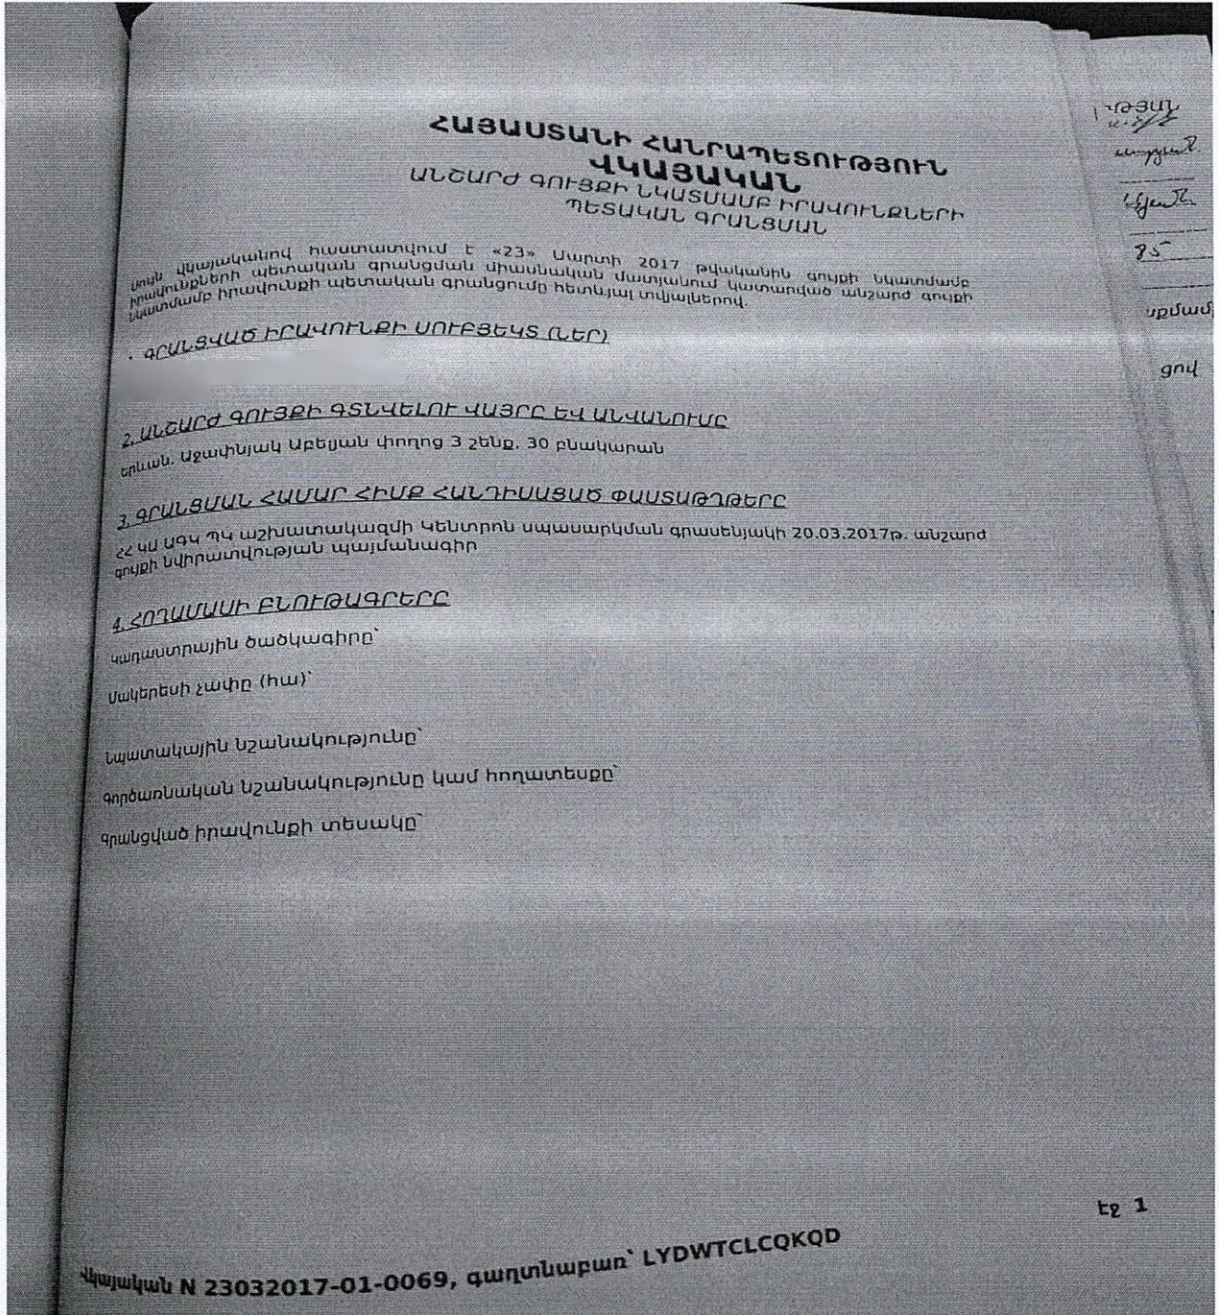 ՀԱՅԱՍՏԱՆԻ ՀԱՆՐԱՊԵՏՈՒԹՅՈՒՆ
ՎԿԱՅԱԿԱՆ
ԱՆՇԱՐԺ ԳՈՒՅՔԻ ՆԿԱՏՄԱՄԲ ԻՐԱՎՈՒՆՔՆԵՐԻ
ՊԵՏԱԿԱՆ ԳՐԱՆՑՄԱՆ
Սույն վկայականով հաստատվում է «23» Մարտի 2017 թվականին գույքի նկատմամբ
իրավունքների պետական գրանցման միասնական մատյանում կատարված անշարժ գույքի
նկատմամբ իրավունքի պետական գրանցումը հետևյալ տվյալներով.
ԳՐԱՆՑՎԱԾ ԻՐԱՎՈՒՆՔԻ ՍՈՒԲՅԵԿՏ (ՆԵՐ)
2. ԱՆՇԱՐԺ ԳՈՒՅՔԻ ԳՏՆՎԵԼՈՒ ՎԱՅՐԸ ԵՎ ԱՆՎԱՆՈՒՄԸ
Երևան. Աջափնյակ Աբելյան փողոց 3 շենք. 30 բնակարան
3. ԳՐԱՆՑՄԱՆ ՀԱՄԱՐ ՀԻՄՔ ՀԱՆԴԻՍԱՑԱԾ ՓԱՍՏԱԹՂԹԵՐԸ
ՀՀ ԿԱ ԱԳԿ ՊԿ աշխատակազմի Կենտրոն սպասարկման գրասենյակի 20.03.2017թ. անշարժ
գույքի նվիրատվության պայմանագիր
4. ՀՈՂԱՄԱՍԻ ԲՆՈՒԹԱԳՐԵՐԸ
Կադաստրային ծածկագիրը՝
Մակերեսի չափը (հա)՝
Նպատակային նշանակությունը՝
Գործառնական նշանակությունը կամ հողատեսքը՝
Գրանցված իրավունքի տեսակը՝
էջ 1
Վկայական N 23032017-01-0069, գաղտնաբառ՝ LYDWTCLCQKQD
ԹՅԱՆ
85
ցով